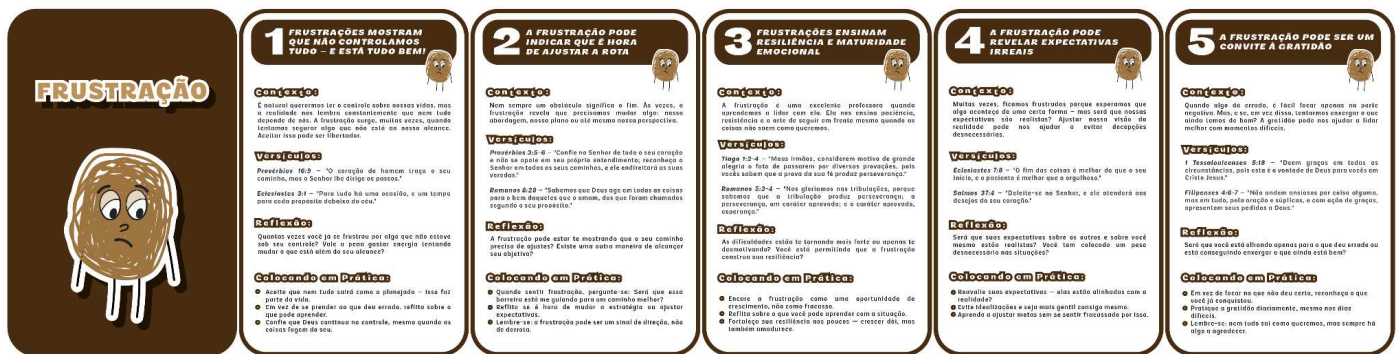 FRUSTRAÇÃO
1
FRUSTRAÇÕES MOSTRAM
QUE NÃO CONTROLAMOS
TUDO – E ESTÁ TUDO BEM!
Contexto:
É natural querermos ter o controle sobre nossas vidas, mas
a realidade nos lembra constantemente que nem tudo
depende de nós. A frustração surge, muitas vezes, quando
tentamos segurar algo que não está ao nosso alcance.
Aceitar isso pode ser libertador.
Versículos:
Provérbios 16:9 – "O coração do homem traça o seu
caminho, mas o Senhor lhe dirige os passos."
Eclesiastes 3:1 – "Para tudo há uma ocasião, e um tempo
para cada propósito debaixo do céu."
Reflexão:
Quantas vezes você já se frustrou por algo que não estava
sob seu controle? Vale a pena gastar energia tentando
mudar o que está além do seu alcance?
Colocando em Prática:
Aceite que nem tudo sairá como o planejado – isso faz
parte da vida.
Em vez de se prender ao que deu errado, reflita sobre o
que pode aprender.
Confie que Deus continua no controle, mesmo quando as
coisas fogem do seu.
2
A FRUSTRAÇÃO PODE
INDICAR QUE É HORA
DE AJUSTAR A ROTA
Contexto:
Nem sempre um obstáculo significa o fim. Às vezes, a
frustração revela que precisamos mudar algo: nossa
abordagem, nosso plano ou até mesmo nossa perspectiva.
Versículos:
Provérbios 3:5-6 – "Confie no Senhor de todo o seu coração
e não se apoie em seu próprio entendimento; reconheça o
Senhor em todos os seus caminhos, e ele endireitará as suas
veredas."
Romanos 8:28 – "Sabemos que Deus age em todas as coisas
para o bem daqueles que o amam, dos que foram chamados
segundo o seu propósito."
Reflexão:
A frustração pode estar te mostrando que o seu caminho
precisa de ajustes? Existe uma outra maneira de alcançar
seu objetivo?
Colocando em Prática:
Quando sentir frustração, pergunte-se: Será que essa
barreira está me guiando para um caminho melhor?
Reflita se é hora de mudar a estratégia ou ajustar
expectativas.
Lembre-se: a frustração pode ser um sinal de direção, não
de derrota.
3
FRUSTRAÇÕES ENSINAM
RESILIÊNCIA E MATURIDADE
EMOCIONAL
Contexto:
A frustração é uma excelente professora quando
aprendemos a lidar com ela. Ela nos ensina paciência,
resistência e a arte de seguir em frente mesmo quando as
coisas não saem como queremos.
Versículos:
Tiago 1:2-4 – "Meus irmãos, considerem motivo de grande
alegria o fato de passarem por diversas provações, pois
vocês sabem que a prova da sua fé produz perseverança."
Romanos 5:3-4 – "Nos gloriamos nas tribulações, porque
sabemos que a tribulação produz perseverança; a
perseverança, um caráter aprovado; e o caráter aprovado,
esperança."
Reflexão:
As dificuldades estão te tornando mais forte ou apenas te
desmotivando? Você está permitindo que a frustração
construa sua resiliência?
Colocando em Prática:
Encare a frustração como uma oportunidade de
crescimento, não como fracasso.
Reflita sobre o que você pode aprender com a situação.
Fortaleça sua resiliência aos poucos – crescer dói, mas
também amadurece.
4
A FRUSTRAÇÃO PODE
REVELAR EXPECTATIVAS
IRREAIS
Contexto:
Muitas vezes, ficamos frustrados porque esperamos que
algo aconteça de uma certa forma – mas será que nossas
expectativas são realistas? Ajustar nossa visão da
realidade pode nos ajudar a evitar decepções
desnecessárias.
Versículos:
Eclesiastes 7:8 – "O fim das coisas é melhor do que o seu
início, e o paciente é melhor que o orgulhoso."
Salmos 37:4 – "Deleite-se no Senhor, e ele atenderá aos
desejos do seu coração."
Reflexão:
Será que suas expectativas sobre os outros e sobre você
mesmo estão realistas? Você tem colocado um peso
desnecessário nas situações?
Colocando em Prática:
Reavalie suas expectativas – elas estão alinhadas com a
realidade?
Evite idealizações e seja mais gentil consigo mesmo.
Aprenda a ajustar metas sem se sentir fracassado por isso.
5
A FRUSTRAÇÃO PODE SER UM
CONVITE À GRATIDÃO
Contexto:
Quando algo dá errado, é fácil focar apenas na parte
negativa. Mas e se, em vez disso, tentarmos enxergar o que
ainda temos de bom? A gratidão pode nos ajudar a lidar
melhor com momentos difíceis.
Versículos:
1 Tessalonicenses 5:18 – "Deem graças em todas as
circunstâncias, pois esta é a vontade de Deus para vocês em
Cristo Jesus."
Filipenses 4:6-7 – "Não andem ansiosos por coisa alguma,
mas em tudo, pela oração e súplicas, e com ação de graças,
apresentem seus pedidos a Deus."
Reflexão:
Será que você está olhando apenas para o que deu errado ou
está conseguindo enxergar o que ainda está bem?
Colocando em Prática:
Em vez de focar no que não deu certo, reconheça o que
você já conquistou.
Pratique a gratidão diariamente, mesmo nos dias
difíceis.
Lembre-se: nem tudo sai como queremos, mas sempre há
algo a agradecer.